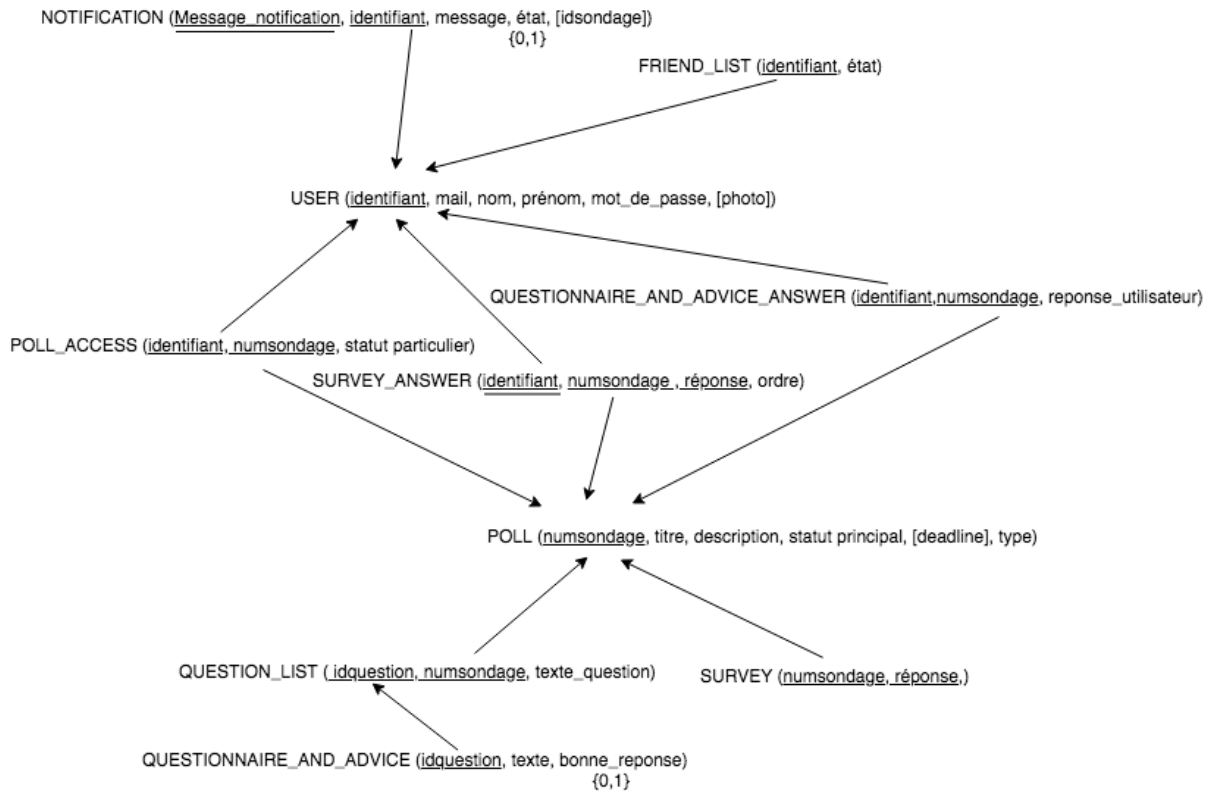 NOTIFICATION (Message_notification, identifiant, message, état, [idsondage])
{0,1}
FRIEND_LIST (identifiant, état)
USER (identifiant, mail, nom, prénom, mot_de_passe, [photo])
QUESTIONNAIRE_AND_ADVICE_ANSWER (identifiant,numsondage, reponse_utilisateur)
POLL_ACCESS (identifiant, numsondage, statut particulier)
SURVEY_ANSWER (identifiant, numsondage , réponse, ordre)
POLL (numsondage, titre, description, statut principal, [deadline], type)
QUESTION_LIST ( idquestion, numsondage, texte_question)
SURVEY (numsondage, réponse,)
QUESTIONNAIRE_AND_ADVICE (idquestion, texte, bonne_reponse)
{0,1}